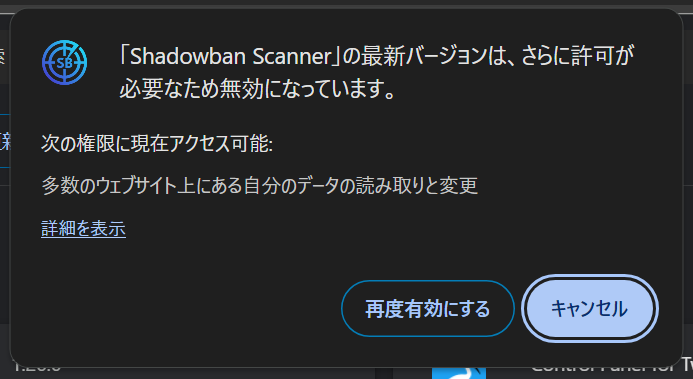 索
SB
「Shadowban Scanner」の最新バージョンは、さらに許可が
必要なため無効になっています。
次の権限に現在アクセス可能:
多数のウェブサイト上にある自分のデータの読み取りと変更
詳細を表示
再度有効にする
キャンセル